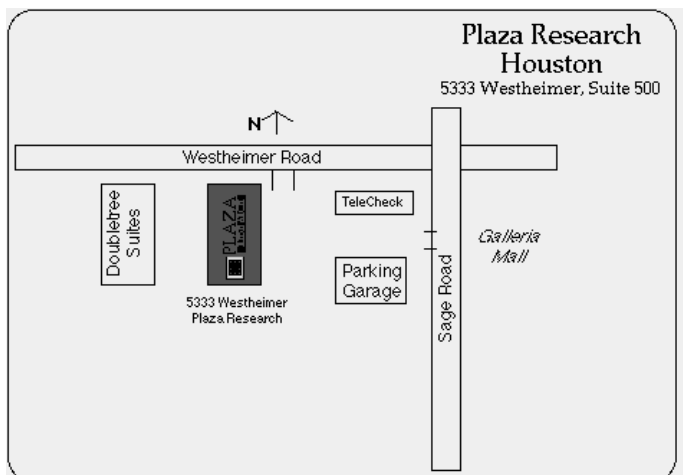 Plaza Research
Houston
5333 Westheimer, Suite 500
N
Westheimer Road
Doubletree
Suites
PLAZA
TeleCheck
Galleria
Mall
Parking
Garage
Sage Road
5333 Westheimer
Plaza Research